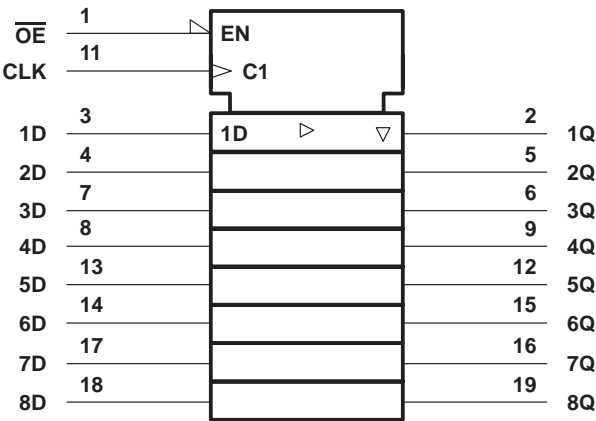 OE 1 EN
CLK 11 C1
1D 3 1D 2 1Q
2D 4 5 2Q
3D 7 6 3Q
4D 8 9 4Q
5D 13 12 5Q
6D 14 15 6Q
7D 17 16 7Q
8D 18 19 8Q